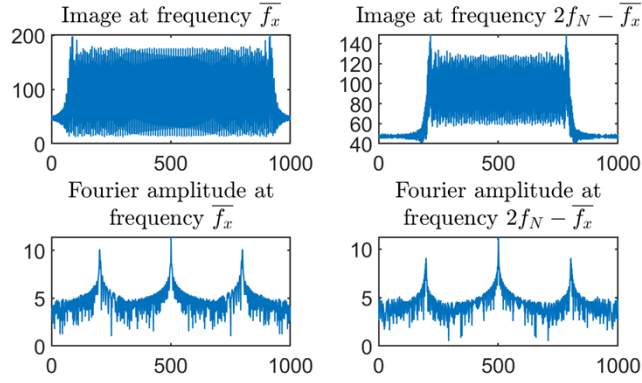 Image at frequency $\overline{f_x}$
200
100
0
0 500 1000
Image at frequency $2f_N - \overline{f_x}$
140
120
100
80
60
40
0 500 1000
Fourier amplitude at
frequency $\overline{f_x}$
10
5
0
0 500 1000
Fourier amplitude at
frequency $2f_N - \overline{f_x}$
10
5
0
0 500 1000